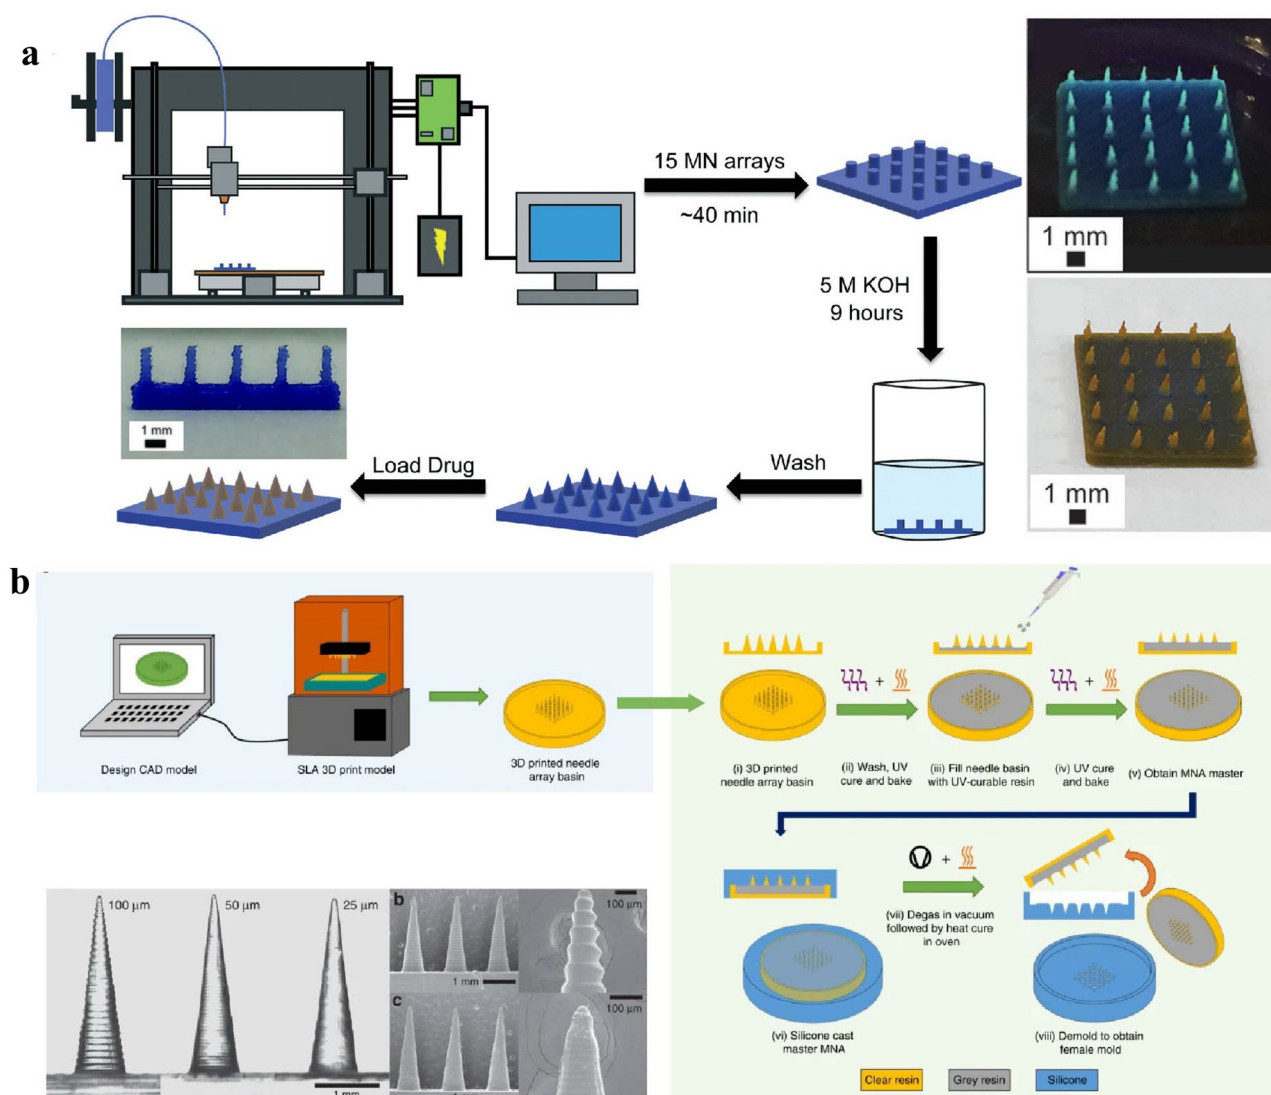 a
15 MN arrays
~40 min
1 mm
5 M KOH
9 hours
1 mm
1 mm
Load Drug
Wash
b
Design CAD model
SLA 3D print model
3D printed needle
array basin
(i) 3D printed
needle array basin
(ii) Wash, UV
cure and bake
(iii) Fill needle basin
with UV-curable resin
(iv) UV cure
and bake
(v) Obtain MNA master
+
+
100 µm
50 µm
25 µm
1 mm
b
1 mm
100 µm
c
1 mm
100 µm
+
(vii) Degas in vacuum
followed by heat cure
in oven
(vi) Silicone cast
master MNA
(viii) Demold to obtain
female mold
Clear resin
Grey resin
Silicone